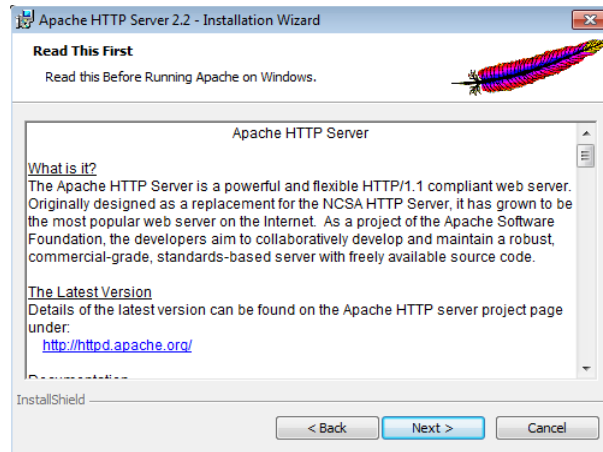 Apache HTTP Server 2.2 - Installation Wizard
Read This First
Read this Before Running Apache on Windows.
Apache HTTP Server
What is it?
The Apache HTTP Server is a powerful and flexible HTTP/1.1 compliant web server.
Originally designed as a replacement for the NCSA HTTP Server, it has grown to be
the most popular web server on the Internet.  As a project of the Apache Software
Foundation, the developers aim to collaboratively develop and maintain a robust,
commercial-grade, standards-based server with freely available source code.
The Latest Version
Details of the latest version can be found on the Apache HTTP server project page
under:
http://httpd.apache.org/
Documentation
InstallShield
< Back
Next >
Cancel